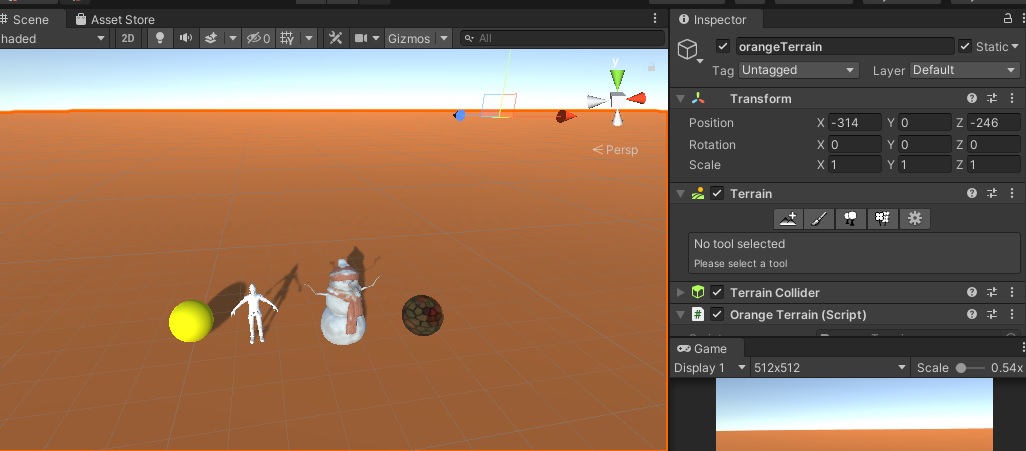 Scene
Asset Store
haded
2D
0
Gizmos
All
y
Persp
Inspector
orangeTerrain
Static
Tag Untagged
Layer Default
Transform
Position X -314 Y 0 Z -246
Rotation X 0 Y 0 Z 0
Scale X 1 Y 1 Z 1
Terrain
No tool selected
Please select a tool
Terrain Collider
# Orange Terrain (Script)
Game
Display 1
512x512
Scale 0.54x